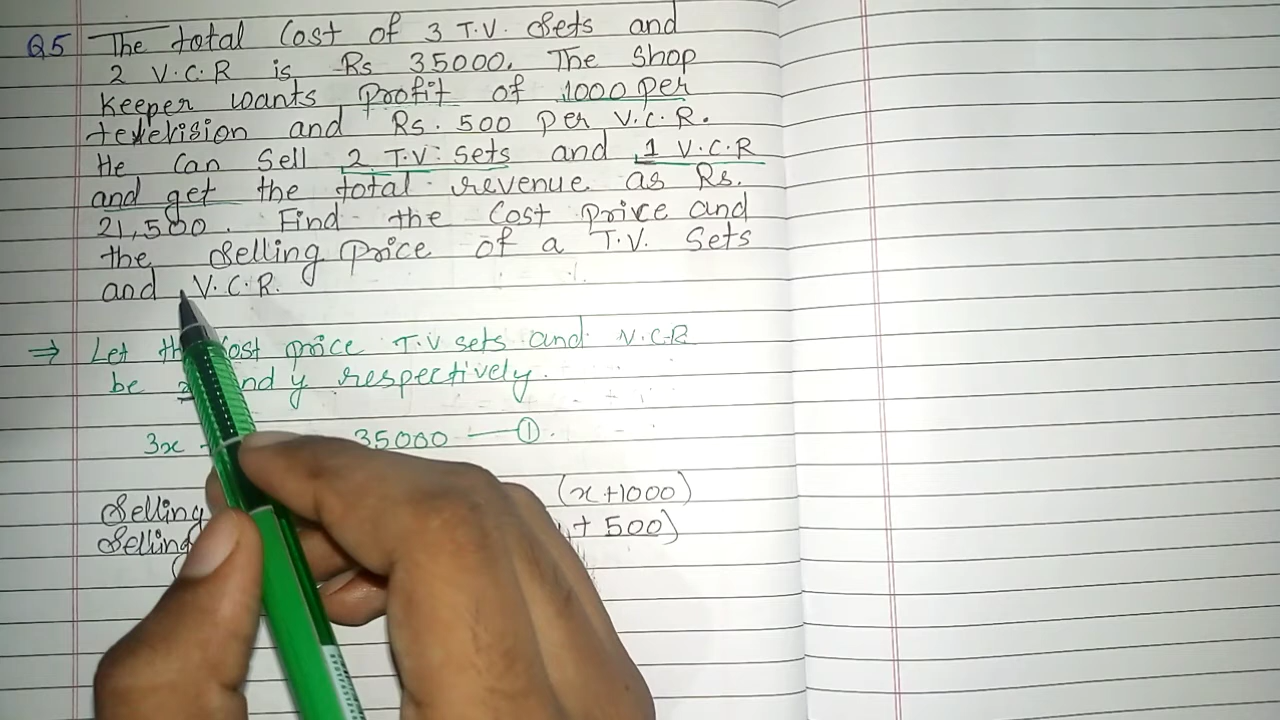 Q5 The total Cost of 3 T.V. Sets and
2 V.C.R is Rs 35000. The Shop
keeper wants profit of 1000 per
television and Rs. 500 per V.C.R.
He Can Sell 2 T.V. Sets and 1 V.C.R
and get the total revenue as Rs.
21,500. Find the Cost price and
the Selling price of a T.V. Sets
and V.C.R.
⇒ Let the Cost price T.V sets and V.C.R
be and y respectively.
3x 35000 — ①.
Selling (x+1000)
Selling + 500)